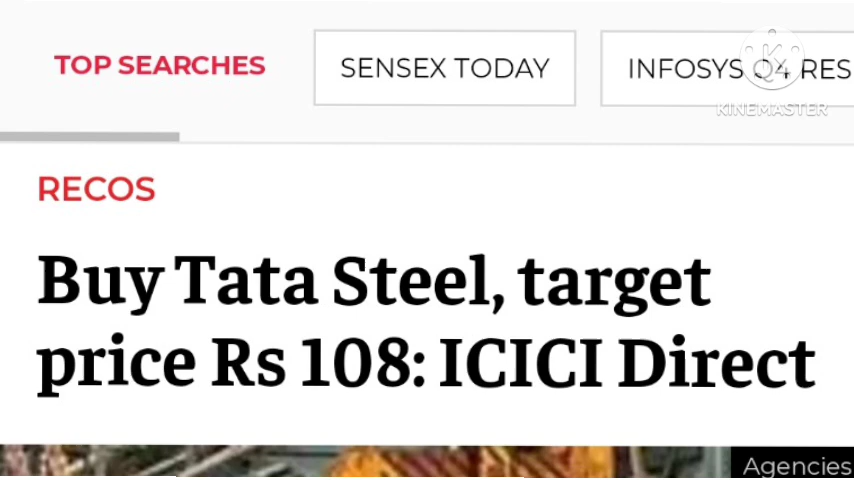 TOP SEARCHES SENSEX TODAY INFOSYS Q4 RES
KINEMASTER
RECOS
Buy Tata Steel, target
price Rs 108: ICICI Direct
Agencies